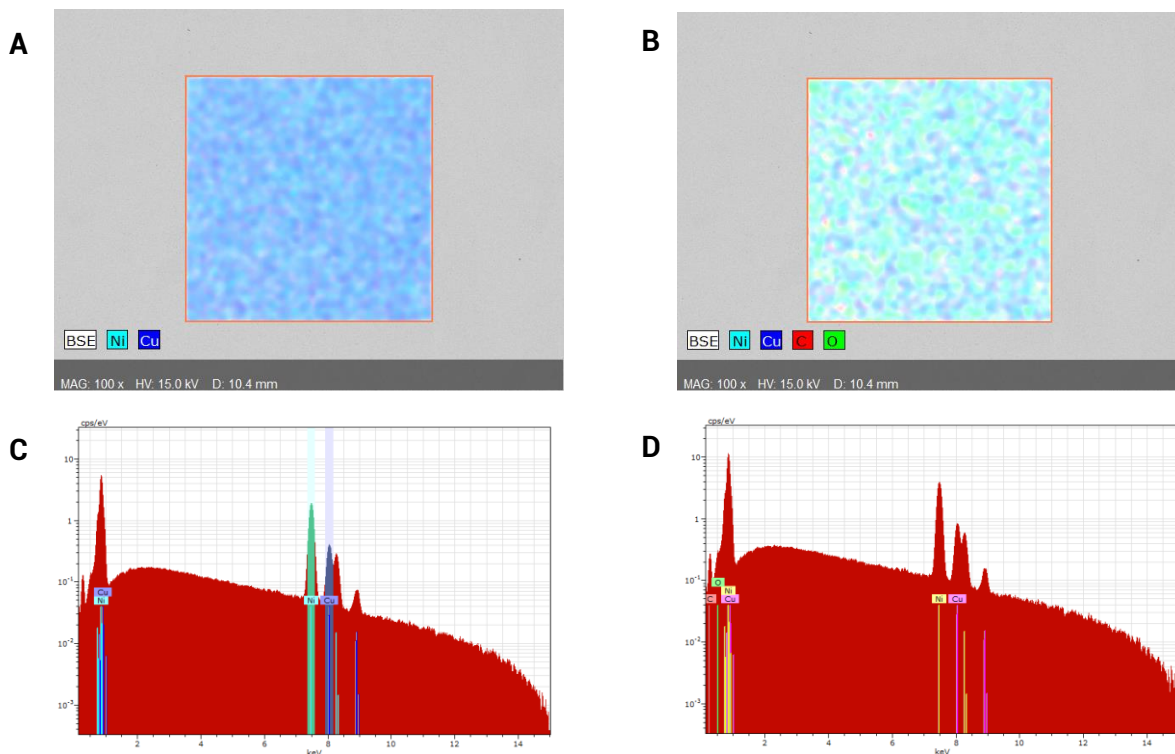 A
BSE Ni Cu
MAG: 100 x HV: 15.0 kV D: 10.4 mm
B
BSE Ni Cu C O
MAG: 100 x HV: 15.0 kV D: 10.4 mm
C
cps/eV
10
1
10⁻¹
10⁻²
10⁻³
Cu
Ni
Ni Cu
2 4 6 8 10 12 14
keV
D
cps/eV
10
1
10⁻¹
10⁻²
10⁻³
O
Ni
C Cu
Ni Cu
2 4 6 8 10 12 14
keV